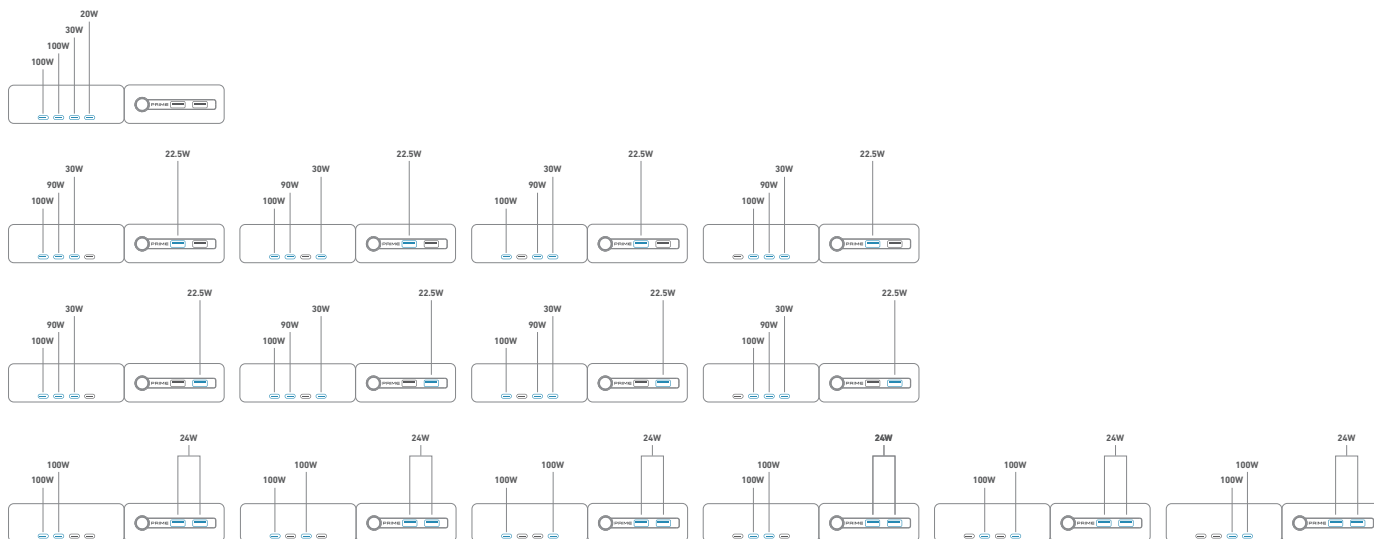 20W
30W
100W
100W
PRIME
22.5W 22.5W 22.5W 22.5W
30W 30W 30W 30W
90W 90W 90W 90W
100W 100W 100W 100W
PRIME PRIME PRIME PRIME
22.5W 22.5W 22.5W 22.5W
30W 30W 30W 30W
90W 90W 90W 90W
100W 100W 100W 100W
PRIME PRIME PRIME PRIME
24W 24W 24W 24W 24W 24W
100W 100W 100W 100W 100W 100W
100W 100W 100W 100W 100W 100W
PRIME PRIME PRIME PRIME PRIME PRIME